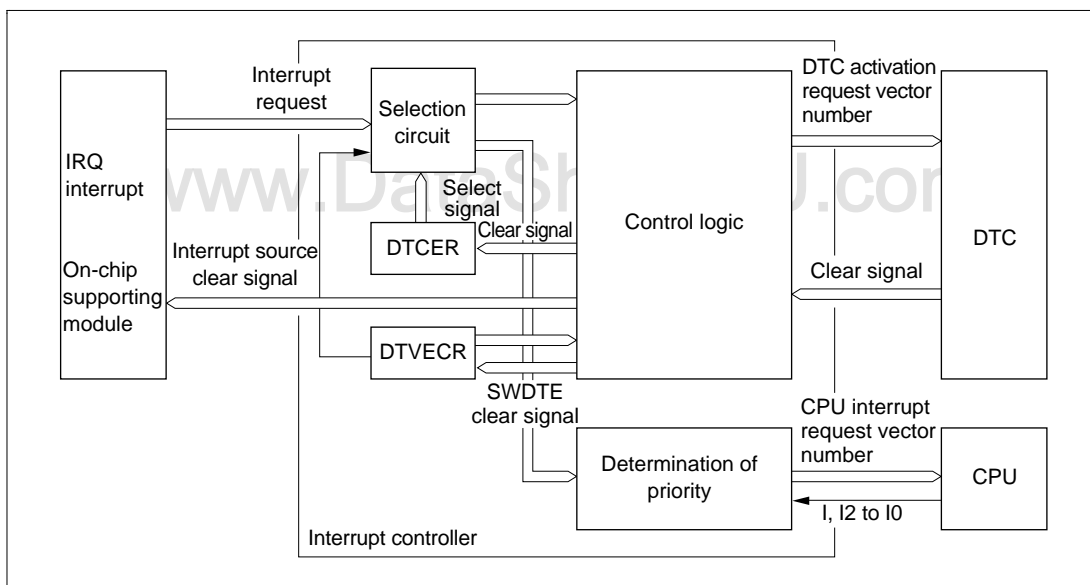 Interrupt
request
Selection
circuit
DTC activation
request vector
number
IRQ
interrupt
Select
signal
Control logic
DTC
DTCER
Clear signal
Interrupt source
clear signal
Clear signal
On-chip
supporting
module
DTVECR
SWDTE
clear signal
CPU interrupt
request vector
number
Determination of
priority
CPU
I, I2 to I0
Interrupt controller